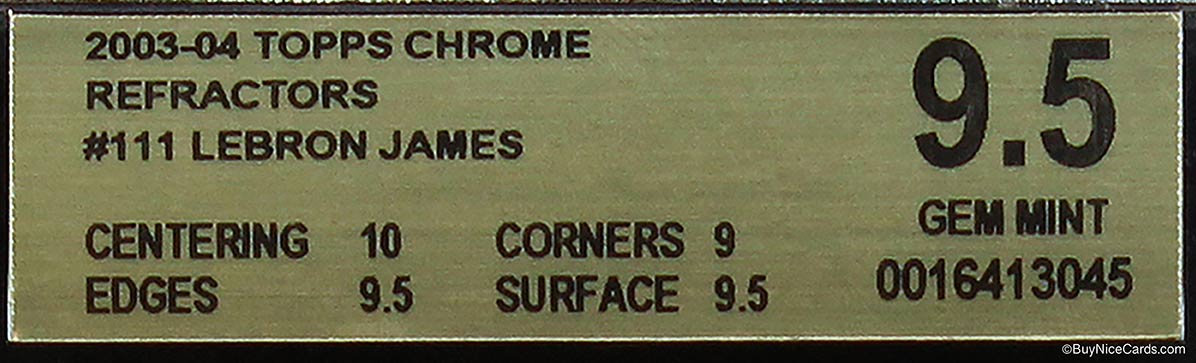 2003-04 TOPPS CHROME
REFRACTORS
#111 LEBRON JAMES
9.5
GEM MINT
0016413045
CENTERING 10 CORNERS 9
EDGES 9.5 SURFACE 9.5
©BuyNiceCards.com